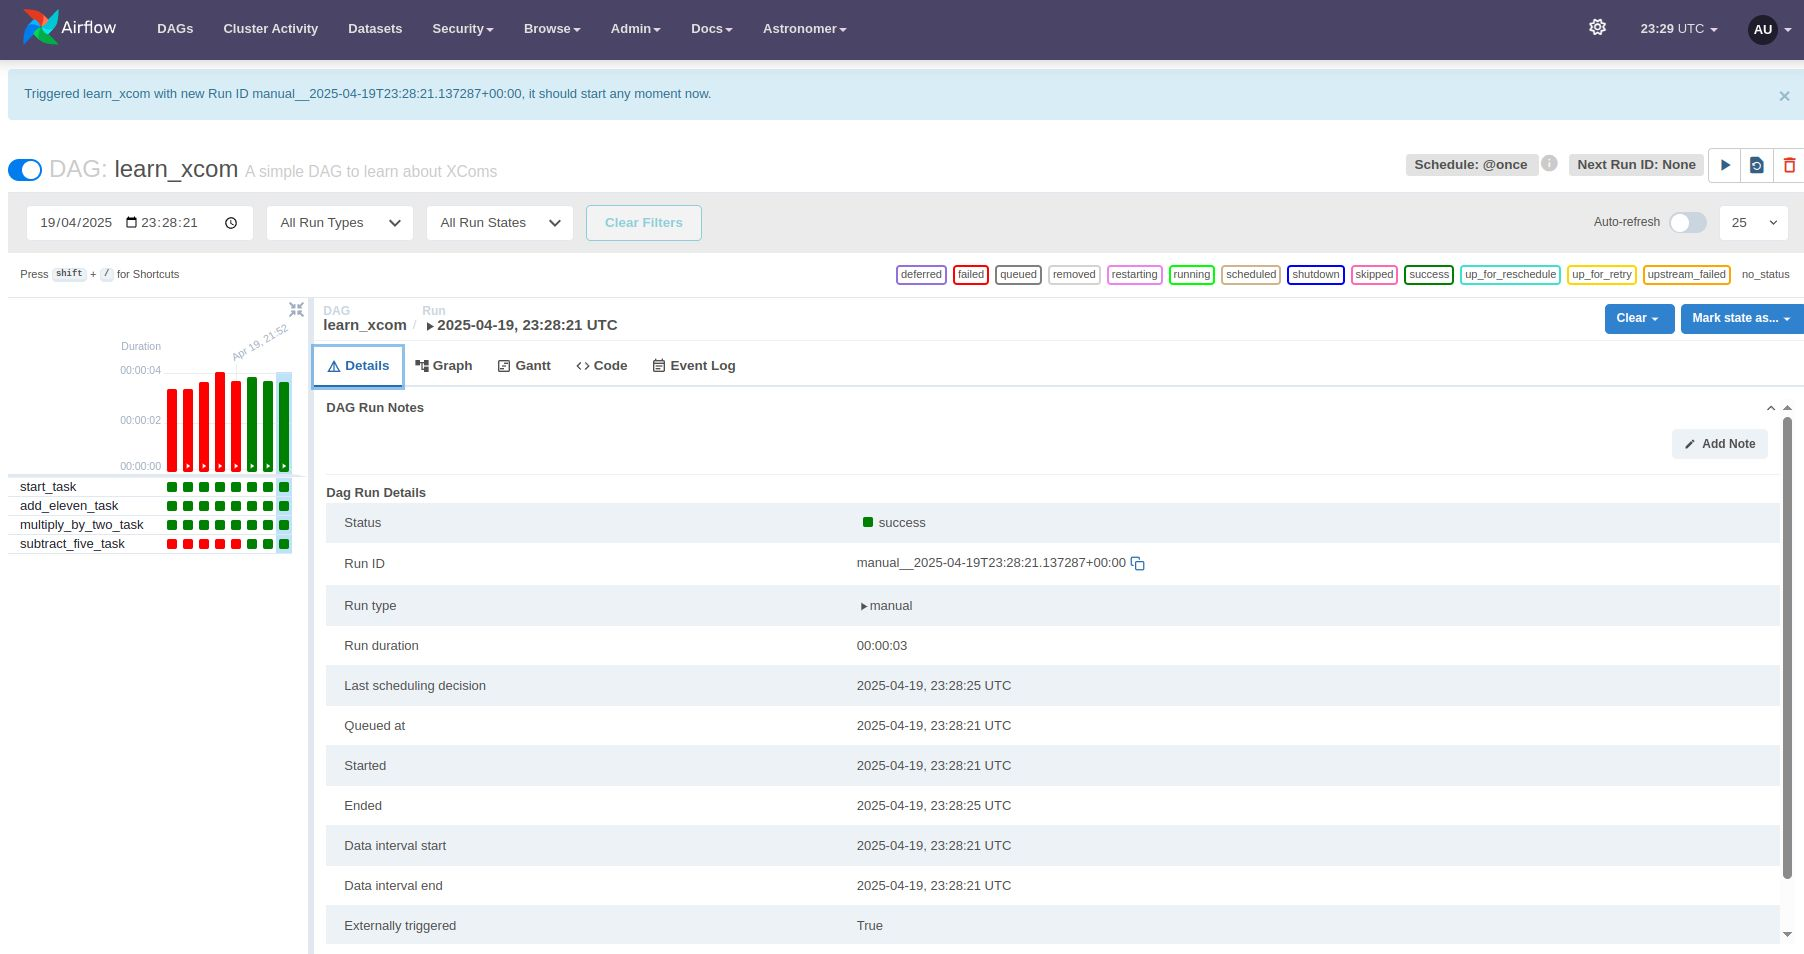 Airflow DAGs Cluster Activity Datasets Security Browse Admin Docs Astronomer 23:29 UTC AU
Triggered learn_xcom with new Run ID manual__2025-04-19T23:28:21.137287+00:00, it should start any moment now. ×
DAG: learn_xcom A simple DAG to learn about XComs Schedule: @once i Next Run ID: None
19/04/2025 23:28:21 All Run Types All Run States Clear Filters Auto-refresh 25
Press shift + / for Shortcuts deferred failed queued removed restarting running scheduled shutdown skipped success up_for_reschedule up_for_retry upstream_failed no_status
DAG Run
learn_xcom / 2025-04-19, 23:28:21 UTC Clear Mark state as...
Apr 19, 21:52
Duration
00:00:04
00:00:02
00:00:00
start_task
add_eleven_task
multiply_by_two_task
subtract_five_task
Details Graph Gantt Code Event Log
DAG Run Notes
Add Note
Dag Run Details
Status success
Run ID manual__2025-04-19T23:28:21.137287+00:00
Run type manual
Run duration 00:00:03
Last scheduling decision 2025-04-19, 23:28:25 UTC
Queued at 2025-04-19, 23:28:21 UTC
Started 2025-04-19, 23:28:21 UTC
Ended 2025-04-19, 23:28:25 UTC
Data interval start 2025-04-19, 23:28:21 UTC
Data interval end 2025-04-19, 23:28:21 UTC
Externally triggered True